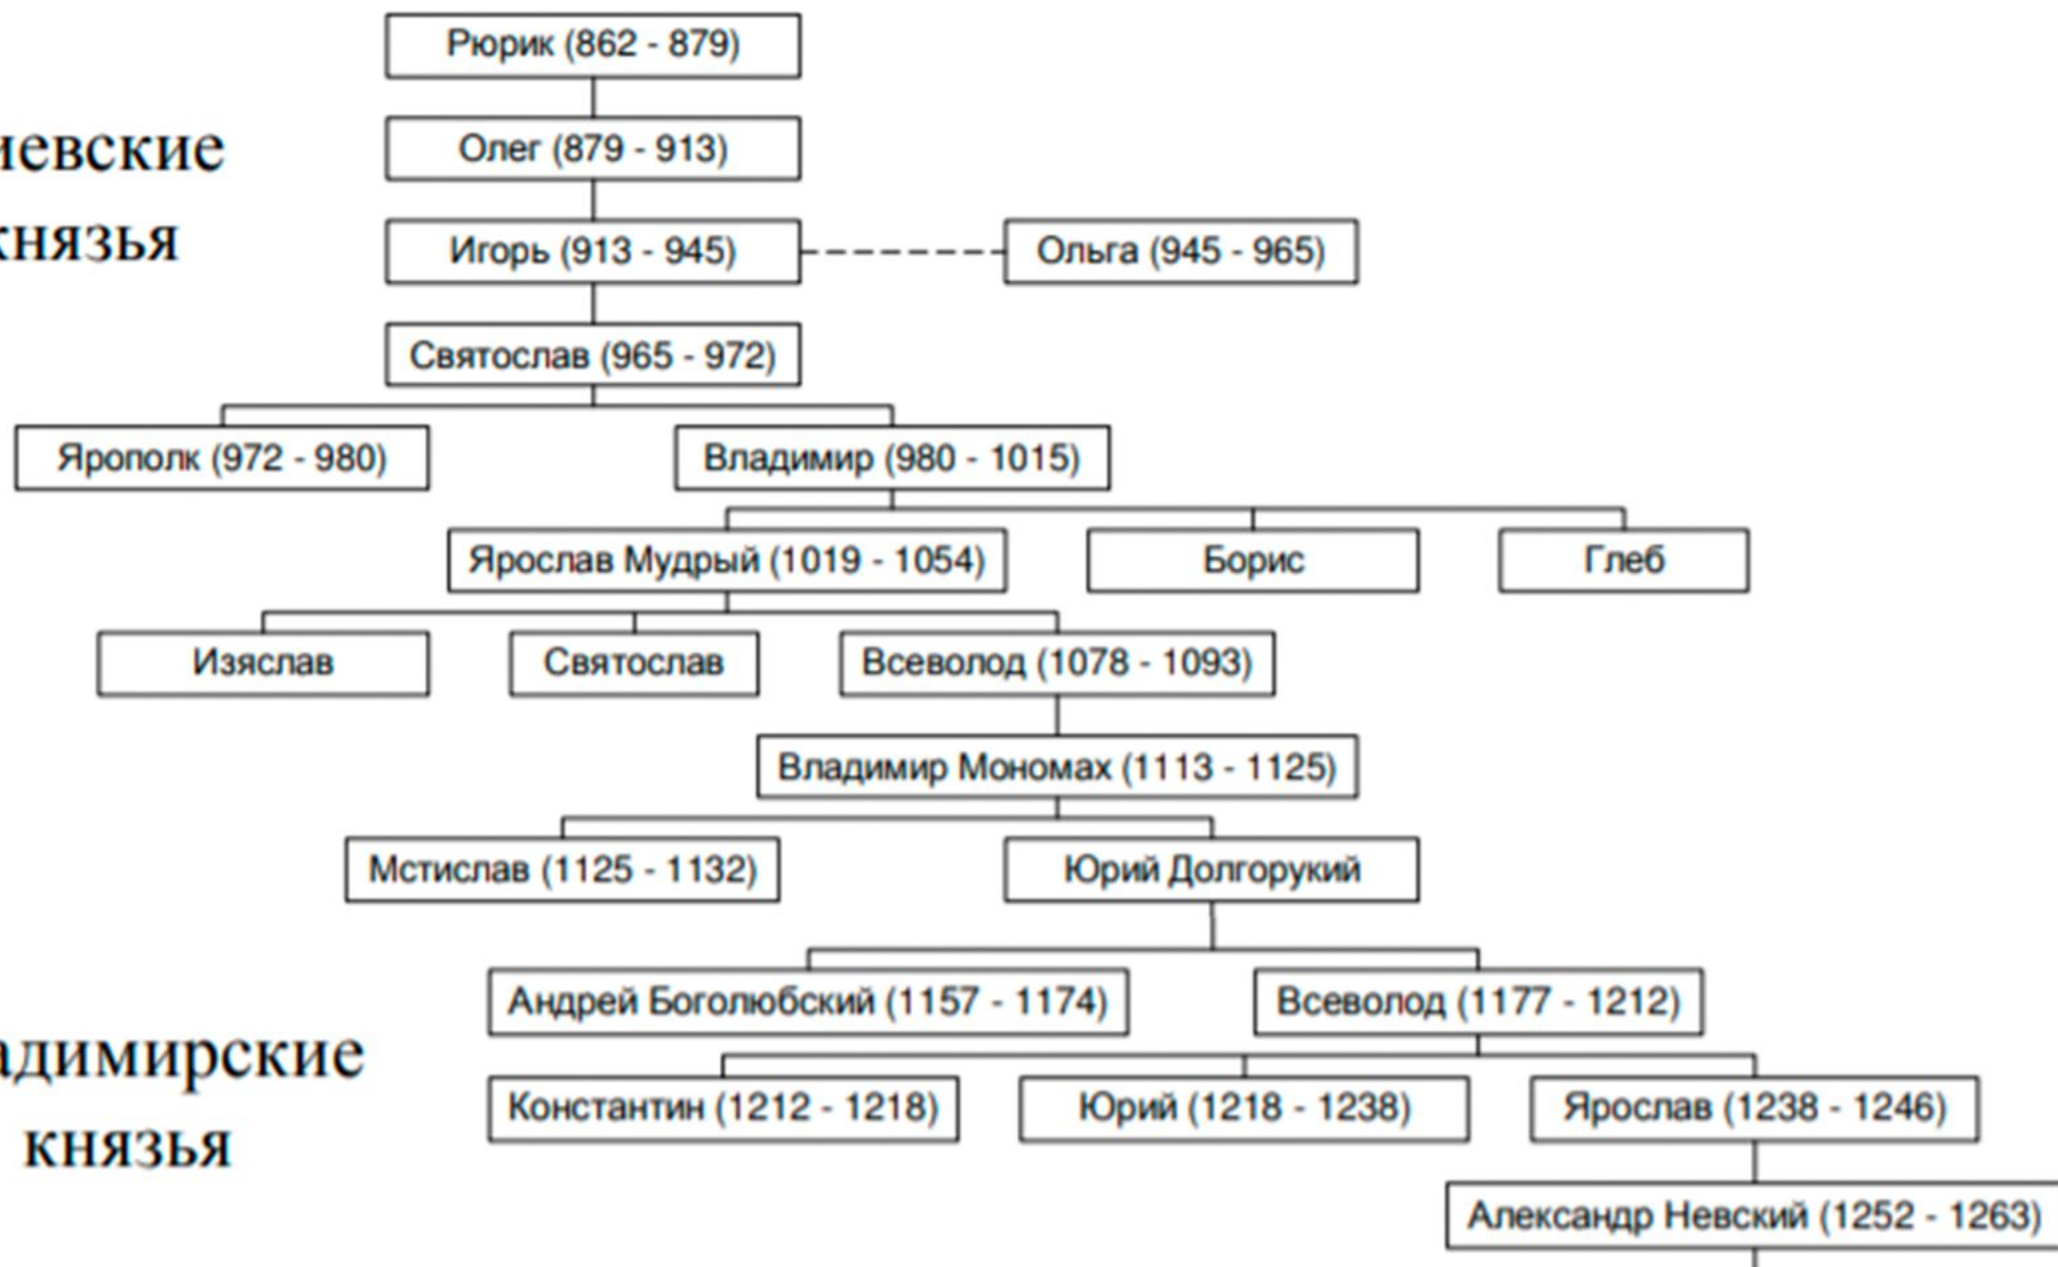 Рюрик (862 - 879)
иевские
Олег (879 - 913)
князья
Игорь (913 - 945)
Ольга (945 - 965)
Святослав (965 - 972)
Ярополк (972 - 980)
Владимир (980 - 1015)
Ярослав Мудрый (1019 - 1054)
Борис
Глеб
Изяслав
Святослав
Всеволод (1078 - 1093)
Владимир Мономах (1113 - 1125)
Мстислав (1125 - 1132)
Юрий Долгорукий
Андрей Боголюбский (1157 - 1174)
Всеволод (1177 - 1212)
адимирские
князья
Константин (1212 - 1218)
Юрий (1218 - 1238)
Ярослав (1238 - 1246)
Александр Невский (1252 - 1263)